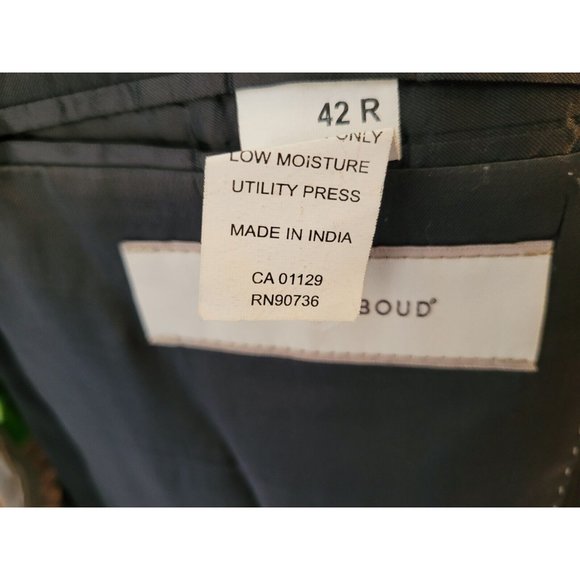 42 R
ONLY
LOW MOISTURE
UTILITY PRESS
MADE IN INDIA
CA 01129
RN90736
BOUD®